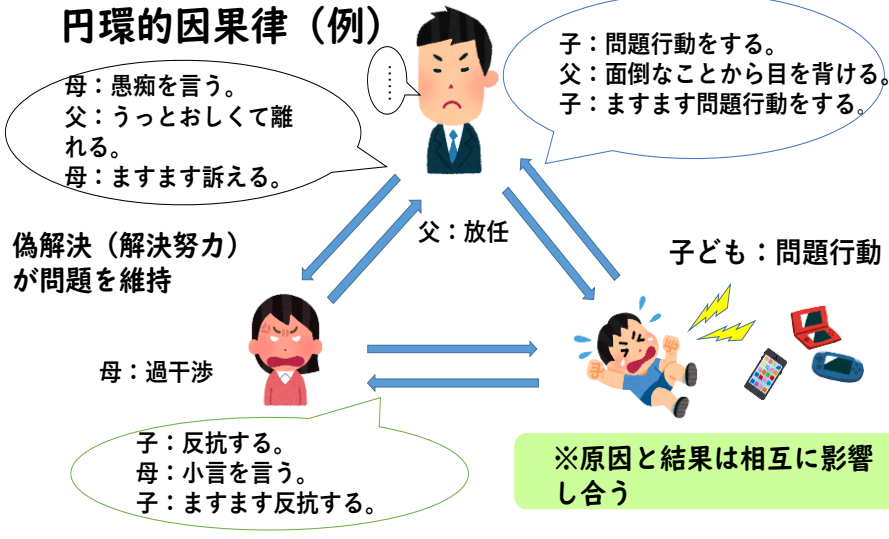 円環的因果律（例）
母：愚痴を言う。
父：うっとおしくて離
れる。
母：ますます訴える。
……
子：問題行動をする。
父：面倒なことから目を背ける。
子：ますます問題行動をする。
父：放任
偽解決（解決努力）
が問題を維持
子ども：問題行動
母：過干渉
子：反抗する。
母：小言を言う。
子：ますます反抗する。
※原因と結果は相互に影響
し合う